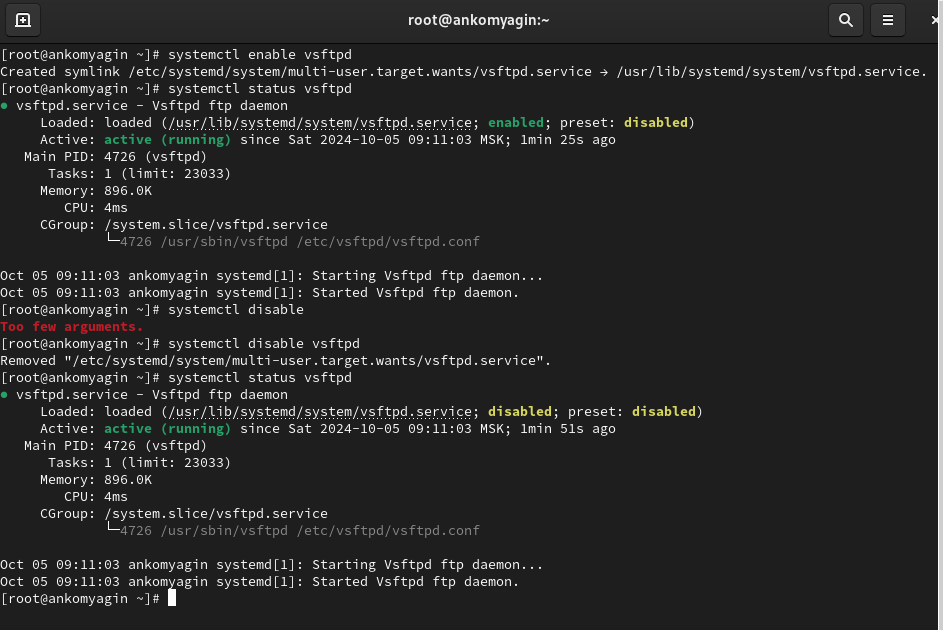 root@ankomyagin:~
[root@ankomyagin ~]# systemctl enable vsftpd
Created symlink /etc/systemd/system/multi-user.target.wants/vsftpd.service → /usr/lib/systemd/system/vsftpd.service.
[root@ankomyagin ~]# systemctl status vsftpd
● vsftpd.service - Vsftpd ftp daemon
     Loaded: loaded (/usr/lib/systemd/system/vsftpd.service; enabled; preset: disabled)
     Active: active (running) since Sat 2024-10-05 09:11:03 MSK; 1min 25s ago
   Main PID: 4726 (vsftpd)
      Tasks: 1 (limit: 23033)
     Memory: 896.0K
        CPU: 4ms
     CGroup: /system.slice/vsftpd.service
             └─4726 /usr/sbin/vsftpd /etc/vsftpd/vsftpd.conf
Oct 05 09:11:03 ankomyagin systemd[1]: Starting Vsftpd ftp daemon...
Oct 05 09:11:03 ankomyagin systemd[1]: Started Vsftpd ftp daemon.
[root@ankomyagin ~]# systemctl disable
Too few arguments.
[root@ankomyagin ~]# systemctl disable vsftpd
Removed "/etc/systemd/system/multi-user.target.wants/vsftpd.service".
[root@ankomyagin ~]# systemctl status vsftpd
● vsftpd.service - Vsftpd ftp daemon
     Loaded: loaded (/usr/lib/systemd/system/vsftpd.service; disabled; preset: disabled)
     Active: active (running) since Sat 2024-10-05 09:11:03 MSK; 1min 51s ago
   Main PID: 4726 (vsftpd)
      Tasks: 1 (limit: 23033)
     Memory: 896.0K
        CPU: 4ms
     CGroup: /system.slice/vsftpd.service
             └─4726 /usr/sbin/vsftpd /etc/vsftpd/vsftpd.conf
Oct 05 09:11:03 ankomyagin systemd[1]: Starting Vsftpd ftp daemon...
Oct 05 09:11:03 ankomyagin systemd[1]: Started Vsftpd ftp daemon.
[root@ankomyagin ~]#